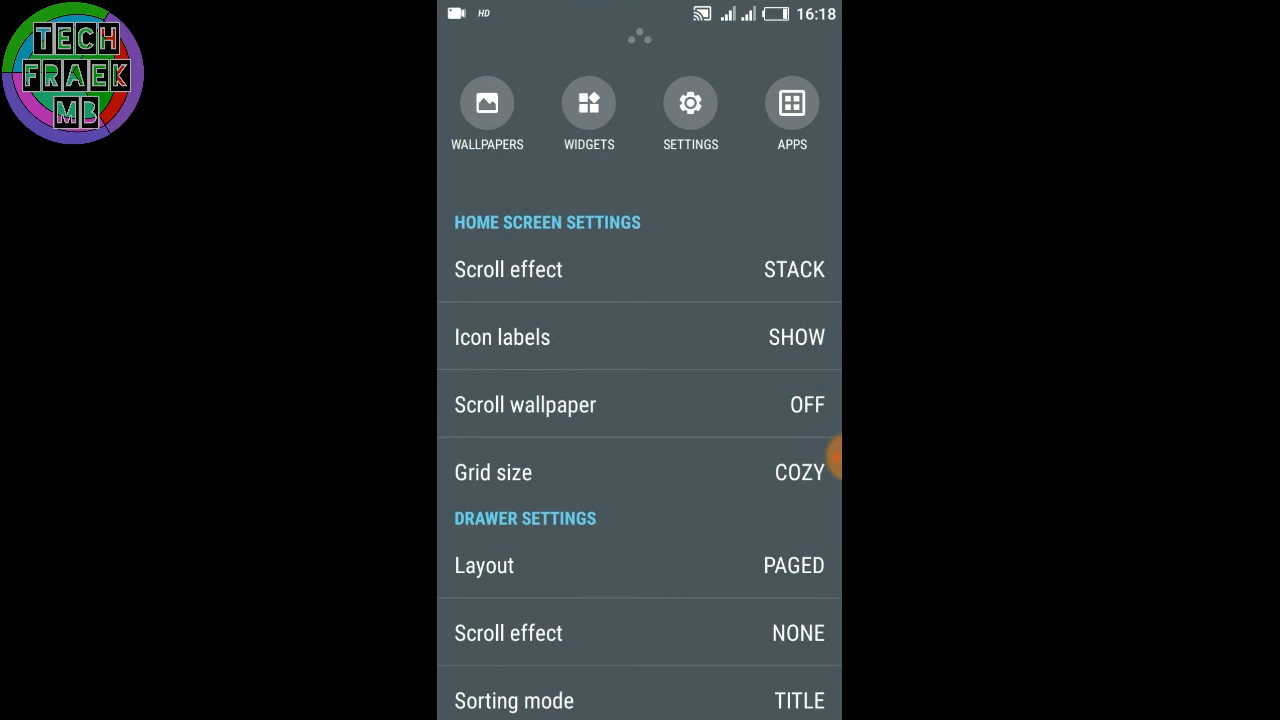 TECH
FRAEK
MB
HD
16:18
WALLPAPERS WIDGETS SETTINGS APPS
HOME SCREEN SETTINGS
Scroll effect STACK
Icon labels SHOW
Scroll wallpaper OFF
Grid size COZY
DRAWER SETTINGS
Layout PAGED
Scroll effect NONE
Sorting mode TITLE